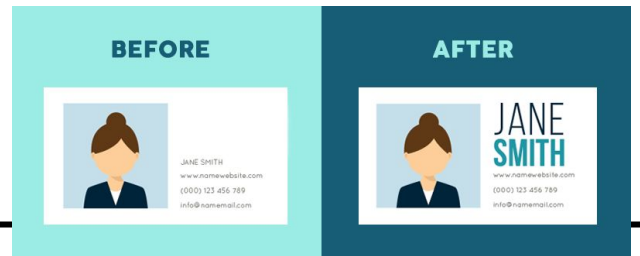 BEFORE
JANE SMITH
www.namewebsite.com
(000) 123 456 789
info@namemail.com
AFTER
JANE
SMITH
www.namewebsite.com
(000) 123 456 789
info@namemail.com